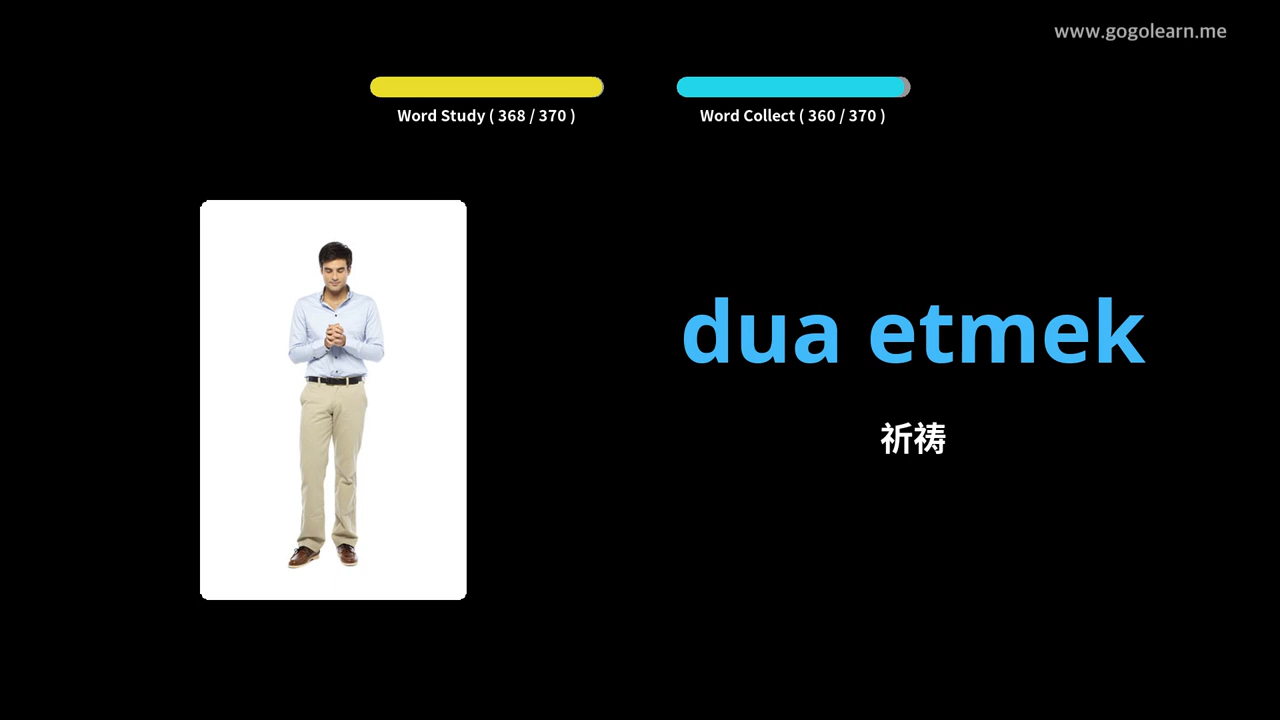 www.gogolearn.me
Word Study ( 368 / 370 )
Word Collect ( 360 / 370 )
dua etmek
祈祷